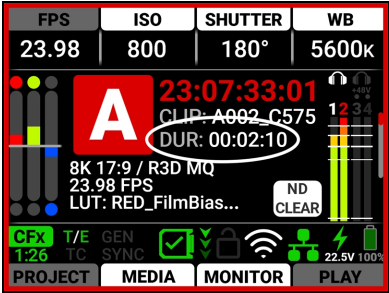 FPS ISO SHUTTER WB
23.98 800 180° 5600K
+48V
A 23:07:33:01
CLIP: A002_C575
1 2 3 4
DUR: 00:02:10
8K 17:9 / R3D MQ
23.98 FPS
LUT: RED_FilmBias...
ND
CLEAR
CFx T/E GEN
1:26 TC SYNC 22.5V 100%
PROJECT MEDIA MONITOR PLAY